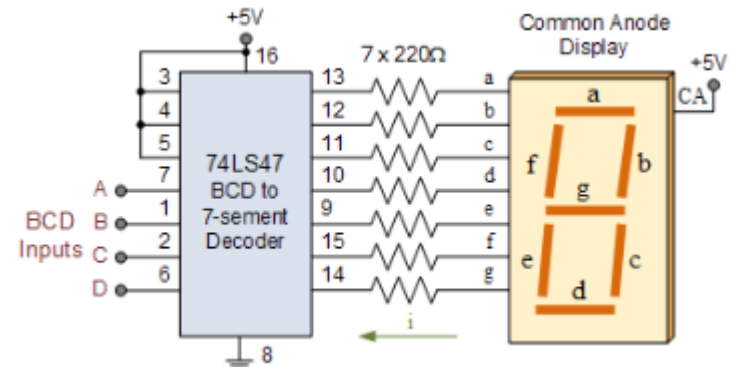 +5V
16
7 x 220Ω
Common Anode
Display
+5V
CA
3
4
5
7
1
2
6
A
B
C
D
BCD
Inputs
74LS47
BCD to
7-sement
Decoder
13
12
11
10
9
15
14
a
b
c
d
e
f
g
i
8
a
f
b
g
e
c
d